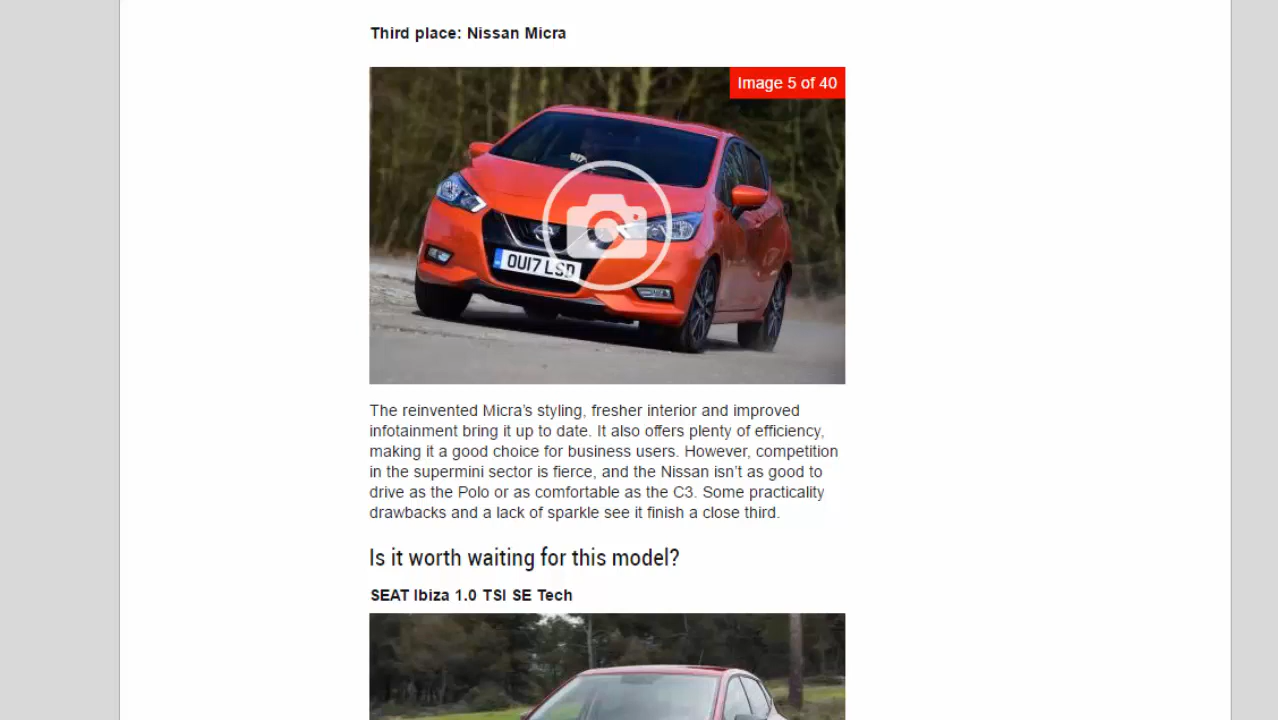 Third place: Nissan Micra
Image 5 of 40
OU17 LSD
The reinvented Micra’s styling, fresher interior and improved
infotainment bring it up to date. It also offers plenty of efficiency,
making it a good choice for business users. However, competition
in the supermini sector is fierce, and the Nissan isn’t as good to
drive as the Polo or as comfortable as the C3. Some practicality
drawbacks and a lack of sparkle see it finish a close third.
Is it worth waiting for this model?
SEAT Ibiza 1.0 TSI SE Tech